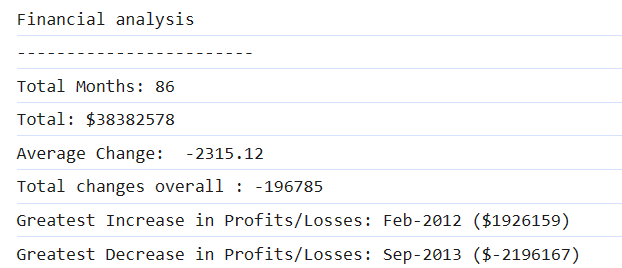 Financial analysis
------------------------
Total Months: 86
Total: $38382578
Average Change:  -2315.12
Total changes overall : -196785
Greatest Increase in Profits/Losses: Feb-2012 ($1926159)
Greatest Decrease in Profits/Losses: Sep-2013 ($-2196167)